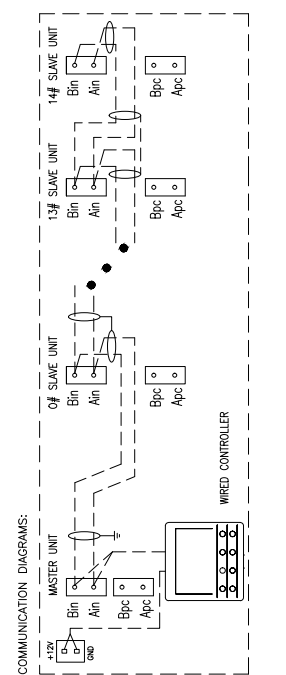 COMMUNICATION DIAGRAMS:
+12V
GND
MASTER UNIT
Bin
Ain
Bpc
Apc
WIRED CONTROLLER
0# SLAVE UNIT
Bin
Ain
Bpc
Apc
13# SLAVE UNIT
Bin
Ain
Bpc
Apc
14# SLAVE UNIT
Bin
Ain
Bpc
Apc